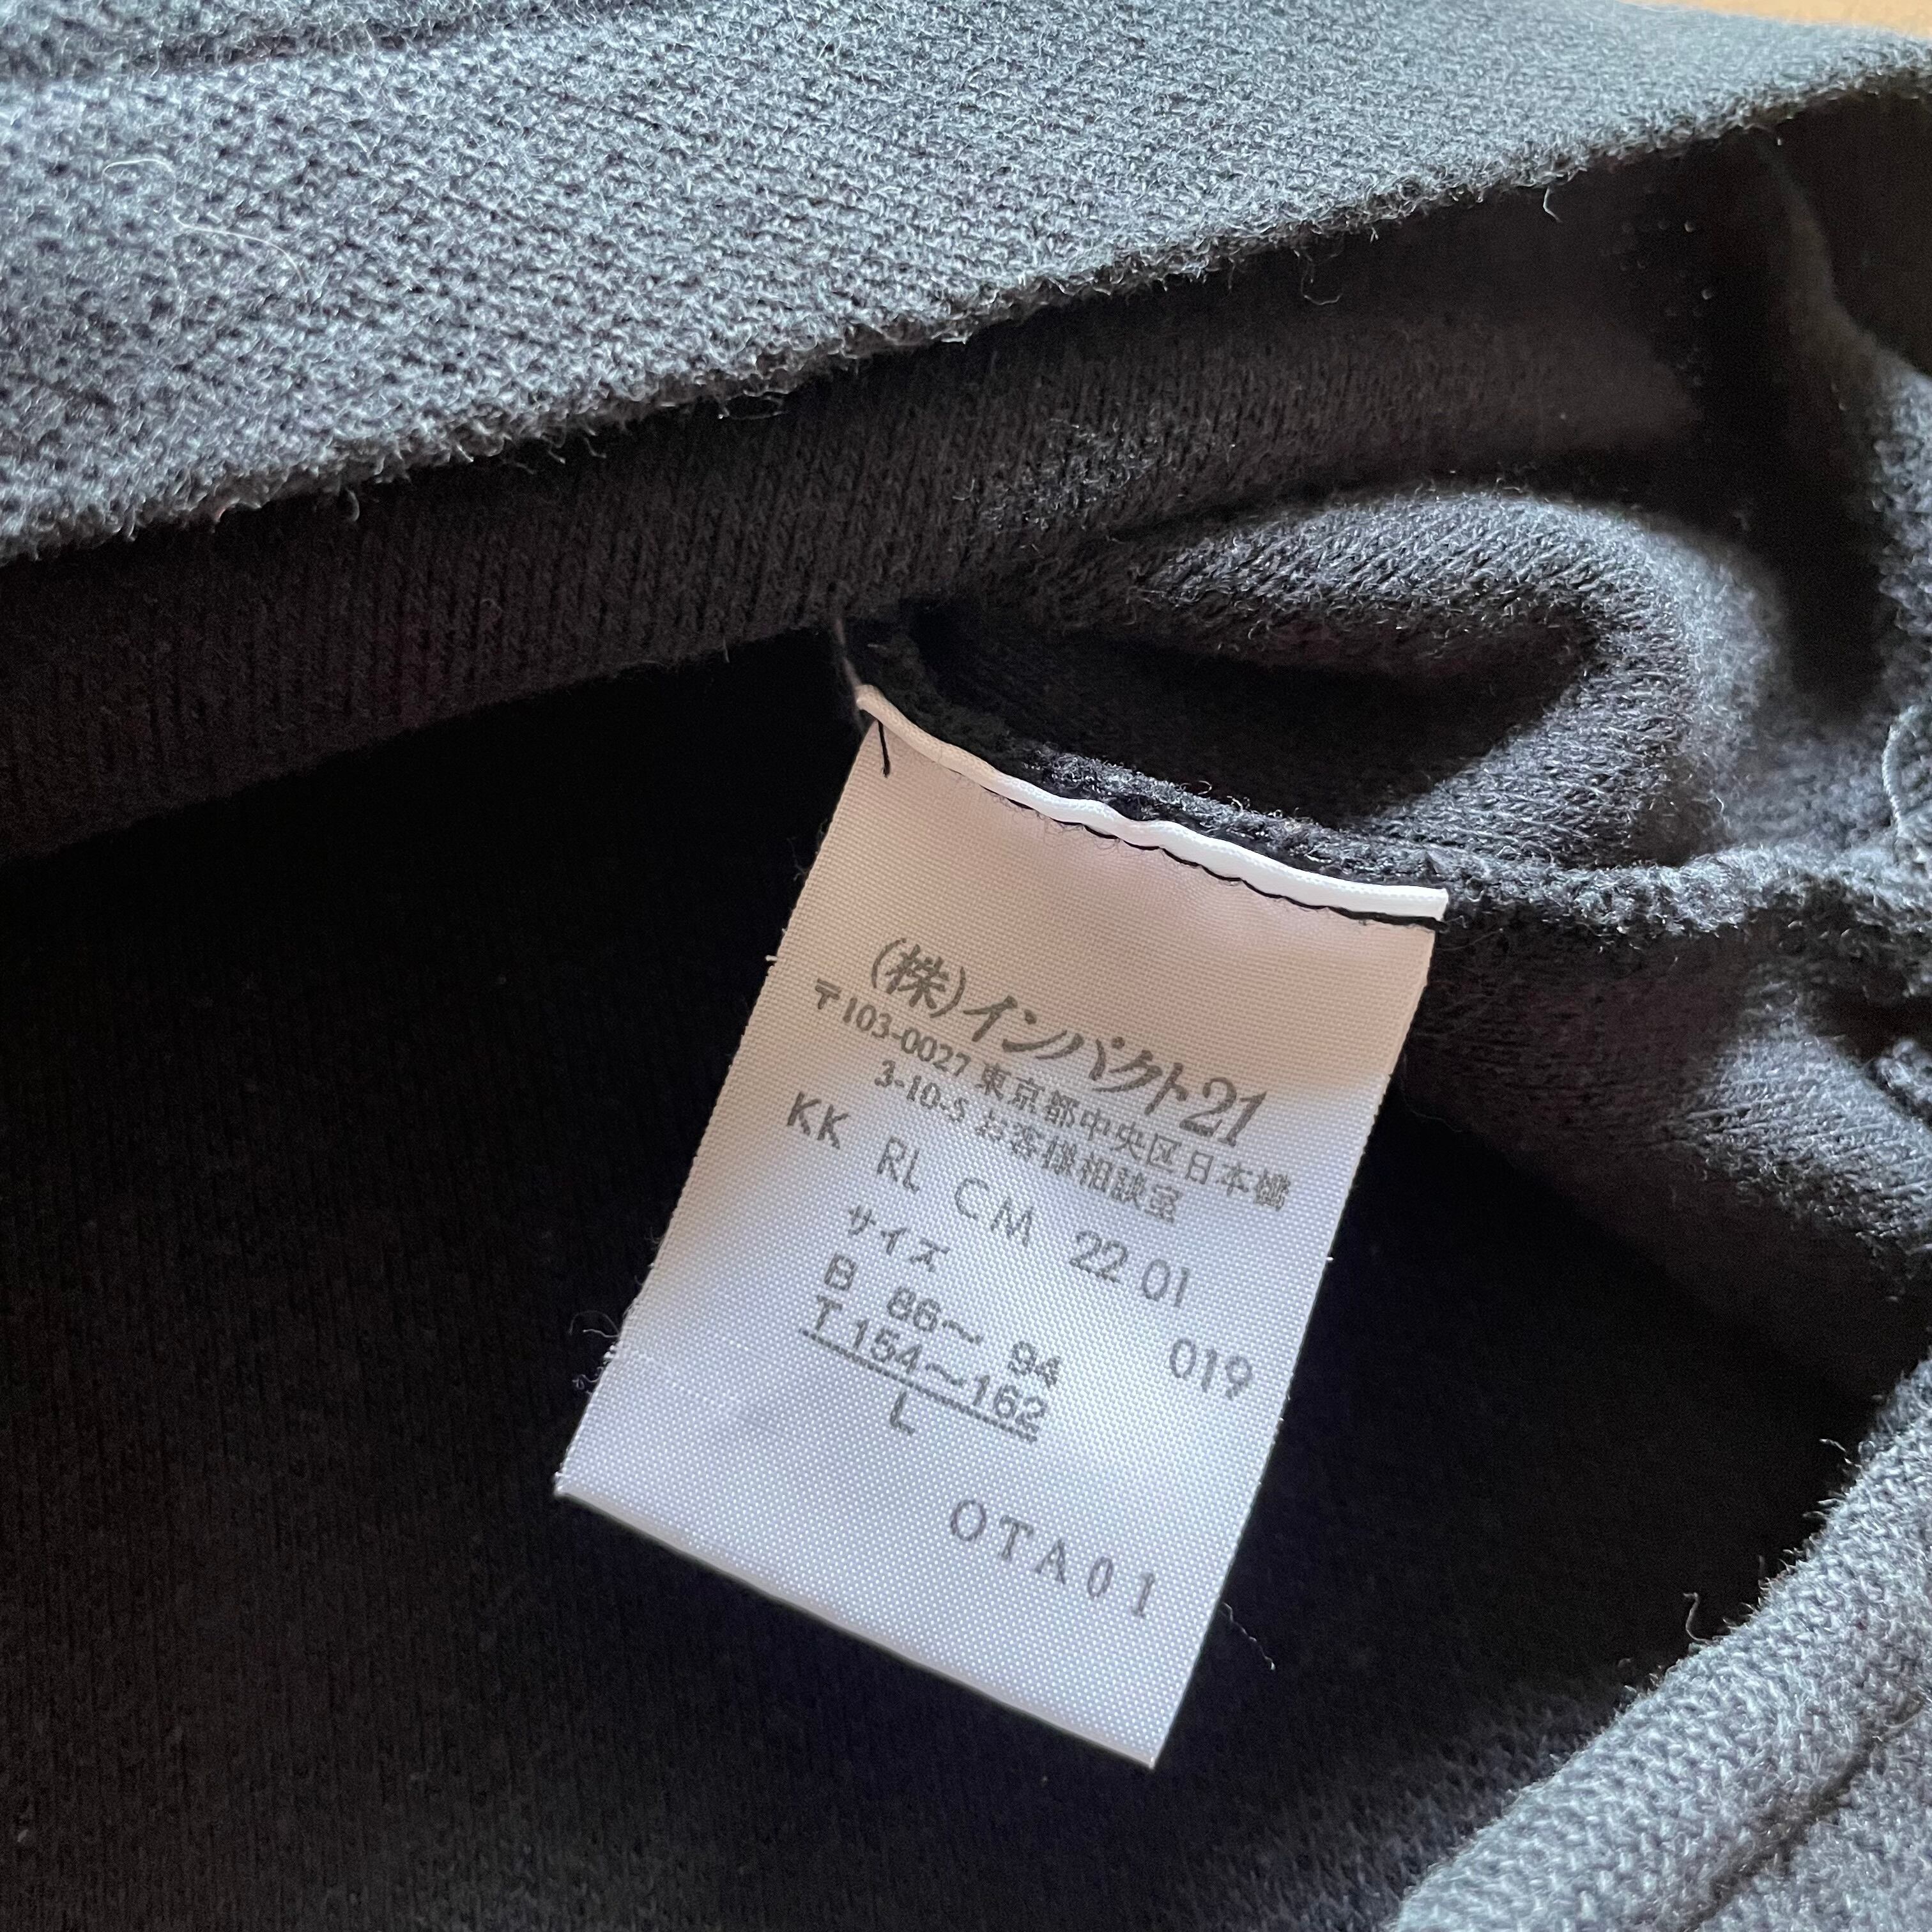 (株)インパクト21
〒103-0027 東京都中央区日本橋
3-10-5 お客様相談室
KK RL CM 22 01 019
サイズ
B 86〜 94
T 154〜162
L
OTA01